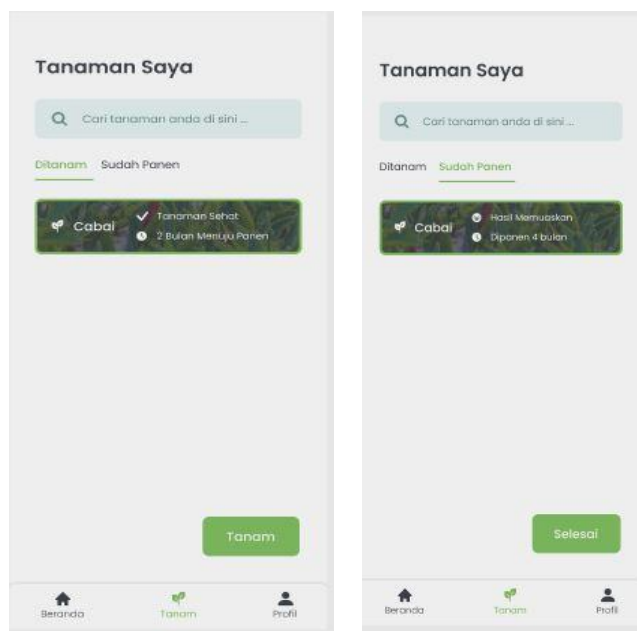 Tanaman Saya
Cari tanaman anda di sini ...
Ditanam Sudah Panen
Cabai
Tanaman Sehat
2 Bulan Menuju Panen
Tanam
Beranda Tanam Profil
Tanaman Saya
Cari tanaman anda di sini ...
Ditanam Sudah Panen
Cabai
Hasil Memuaskan
Dipanen 4 bulan
Selesai
Beranda Tanam Profil